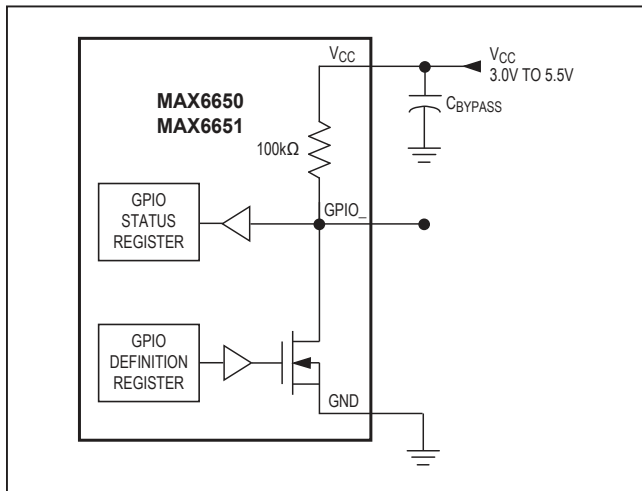 VCC
VCC
3.0V TO 5.5V
CBYPASS
MAX6650
MAX6651
100kΩ
GPIO
STATUS
REGISTER
GPIO_
GPIO
DEFINITION
REGISTER
GND